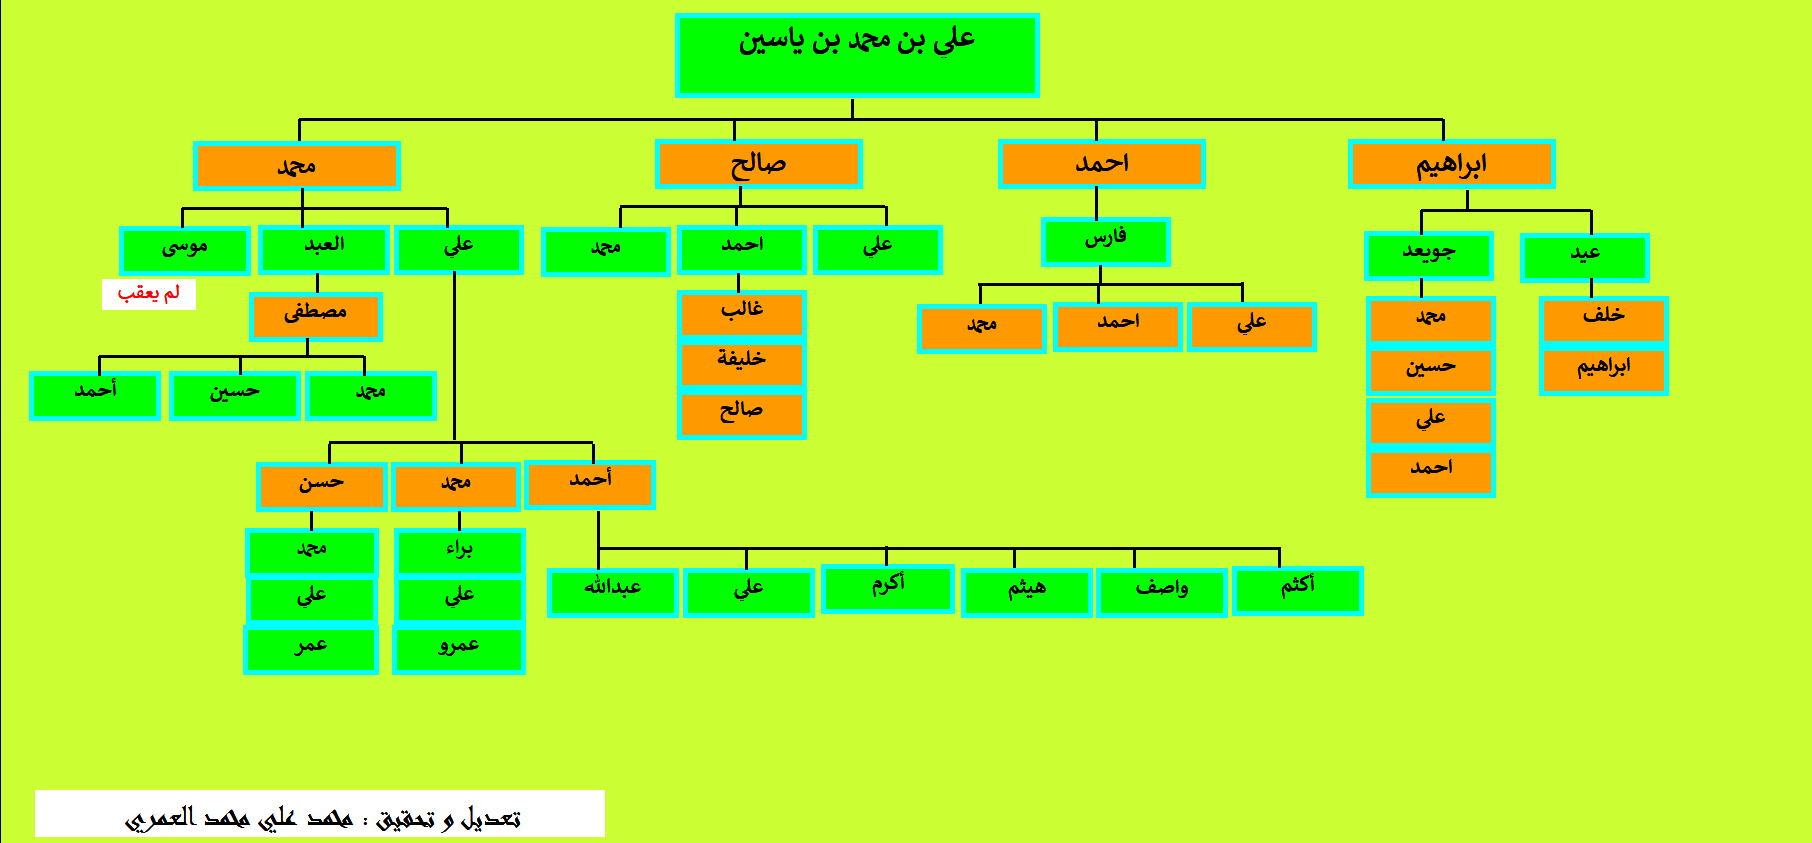 علي بن محمد بن ياسين
ابراهيم
احمد
صالح
محمد
عيد
جويعد
فارس
علي
احمد
محمد
علي
العبد
موسى
لم يعقب
خلف
ابراهيم
محمد
حسين
علي
احمد
علي
احمد
محمد
غالب
خليفة
صالح
مصطفى
محمد
حسين
أحمد
أحمد
محمد
حسن
أكثم
واصف
هيثم
أكرم
علي
عبدالله
براء
علي
عمرو
محمد
علي
عمر
تعديل و تحقيق : محمد علي محمد العمري